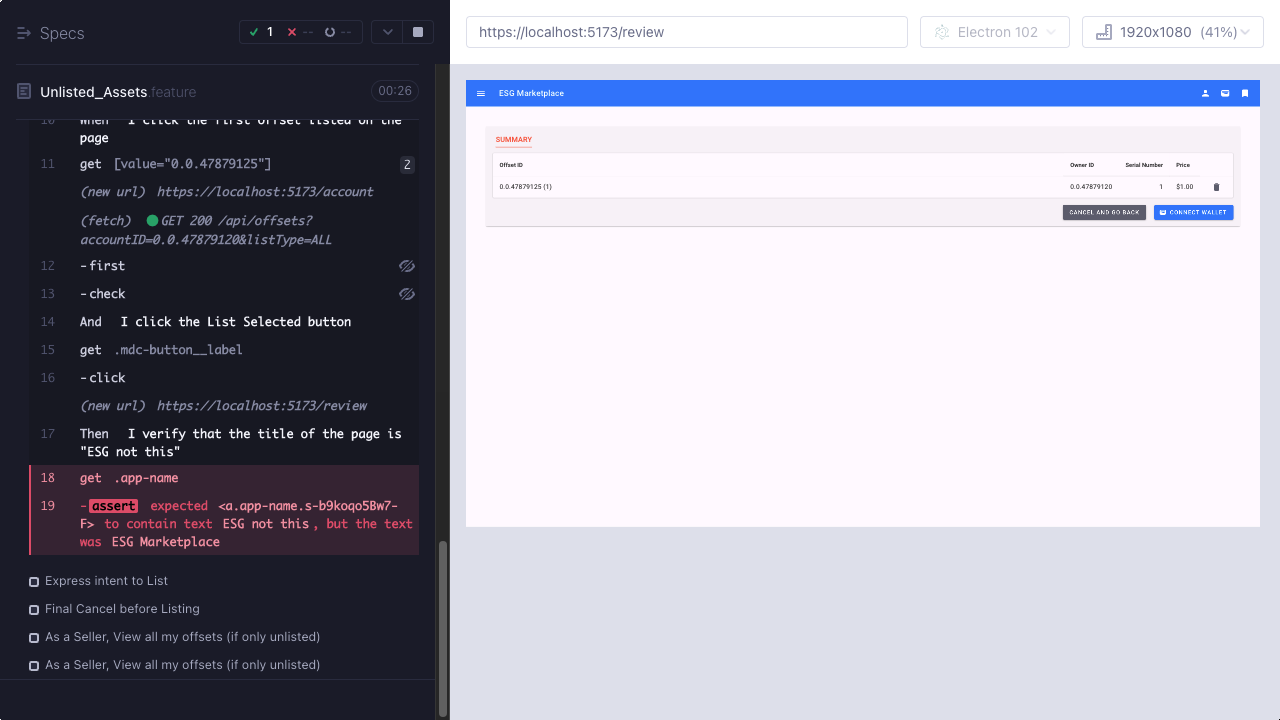 Specs
1 -- --
Unlisted_Assets.feature 00:26
10 When I click the first offset listed on the
page
11 get [value="0.0.47879125"] 2
(new url) https://localhost:5173/account
(fetch) GET 200 /api/offsets?
accountID=0.0.47879120&listType=ALL
12 -first
13 -check
14 And I click the List Selected button
15 get .mdc-button__label
16 -click
(new url) https://localhost:5173/review
17 Then I verify that the title of the page is
"ESG not this"
18 get .app-name
19 -assert expected <a.app-name.s-b9koqo5Bw7-
F> to contain text ESG not this, but the text
was ESG Marketplace
Express intent to List
Final Cancel before Listing
As a Seller, View all my offsets (if only unlisted)
As a Seller, View all my offsets (if only unlisted)
https://localhost:5173/review
Electron 102
1920x1080 (41%)
ESG Marketplace
SUMMARY
Offset ID Owner ID Serial Number Price
0.0.47879125 (1) 0.0.47879120 1 $1.00
CANCEL AND GO BACK CONNECT WALLET